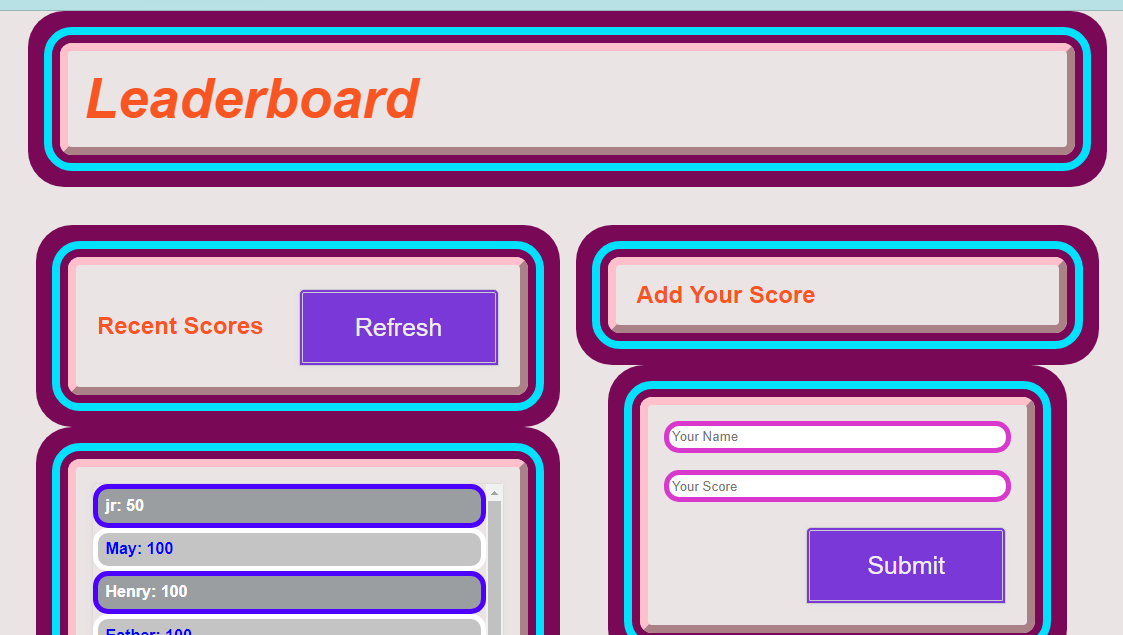 Leaderboard
Recent Scores
Refresh
jr: 50
May: 100
Henry: 100
Father: 100
Add Your Score
Your Name
Your Score
Submit